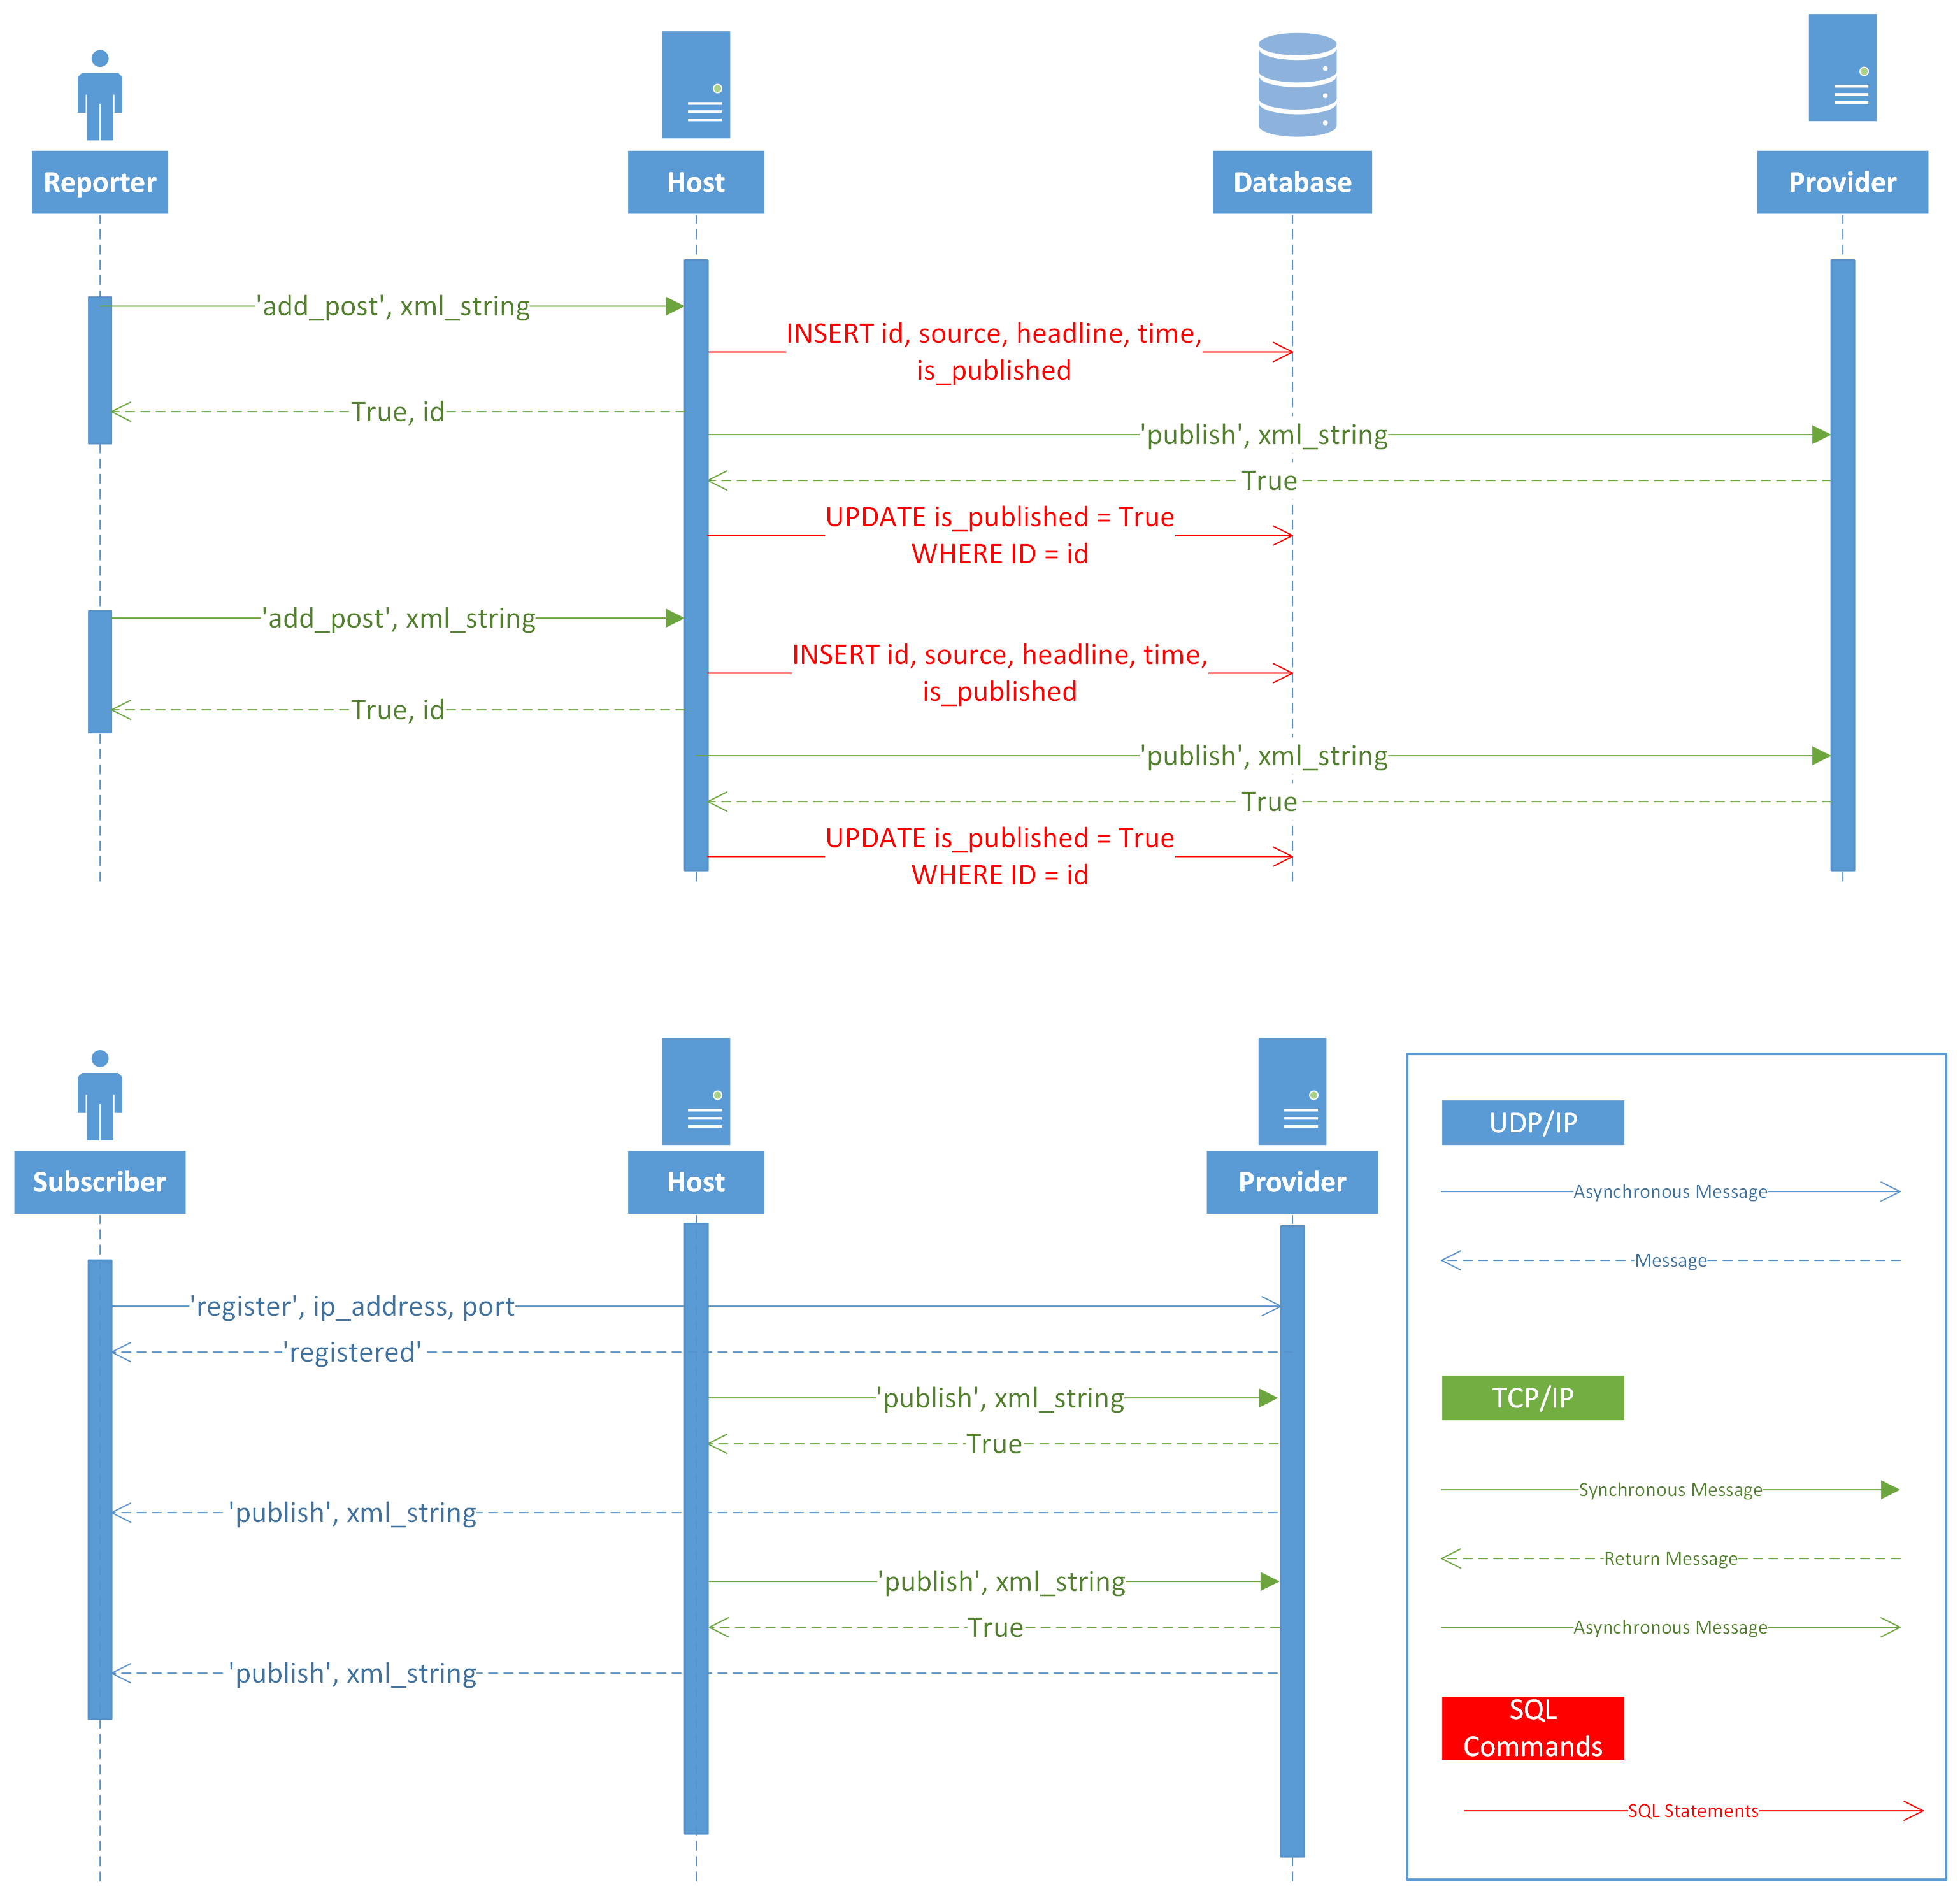 Reporter
Host
Database
Provider
'add_post', xml_string
INSERT id, source, headline, time,
is_published
True, id
'publish', xml_string
True
UPDATE is_published = True
WHERE ID = id
'add_post', xml_string
INSERT id, source, headline, time,
is_published
True, id
'publish', xml_string
True
UPDATE is_published = True
WHERE ID = id
Subscriber
Host
Provider
'register', ip_address, port
'registered'
'publish', xml_string
True
'publish', xml_string
'publish', xml_string
True
'publish', xml_string
UDP/IP
Asynchronous Message
Message
TCP/IP
Synchronous Message
Return Message
Asynchronous Message
SQL
Commands
SQL Statements